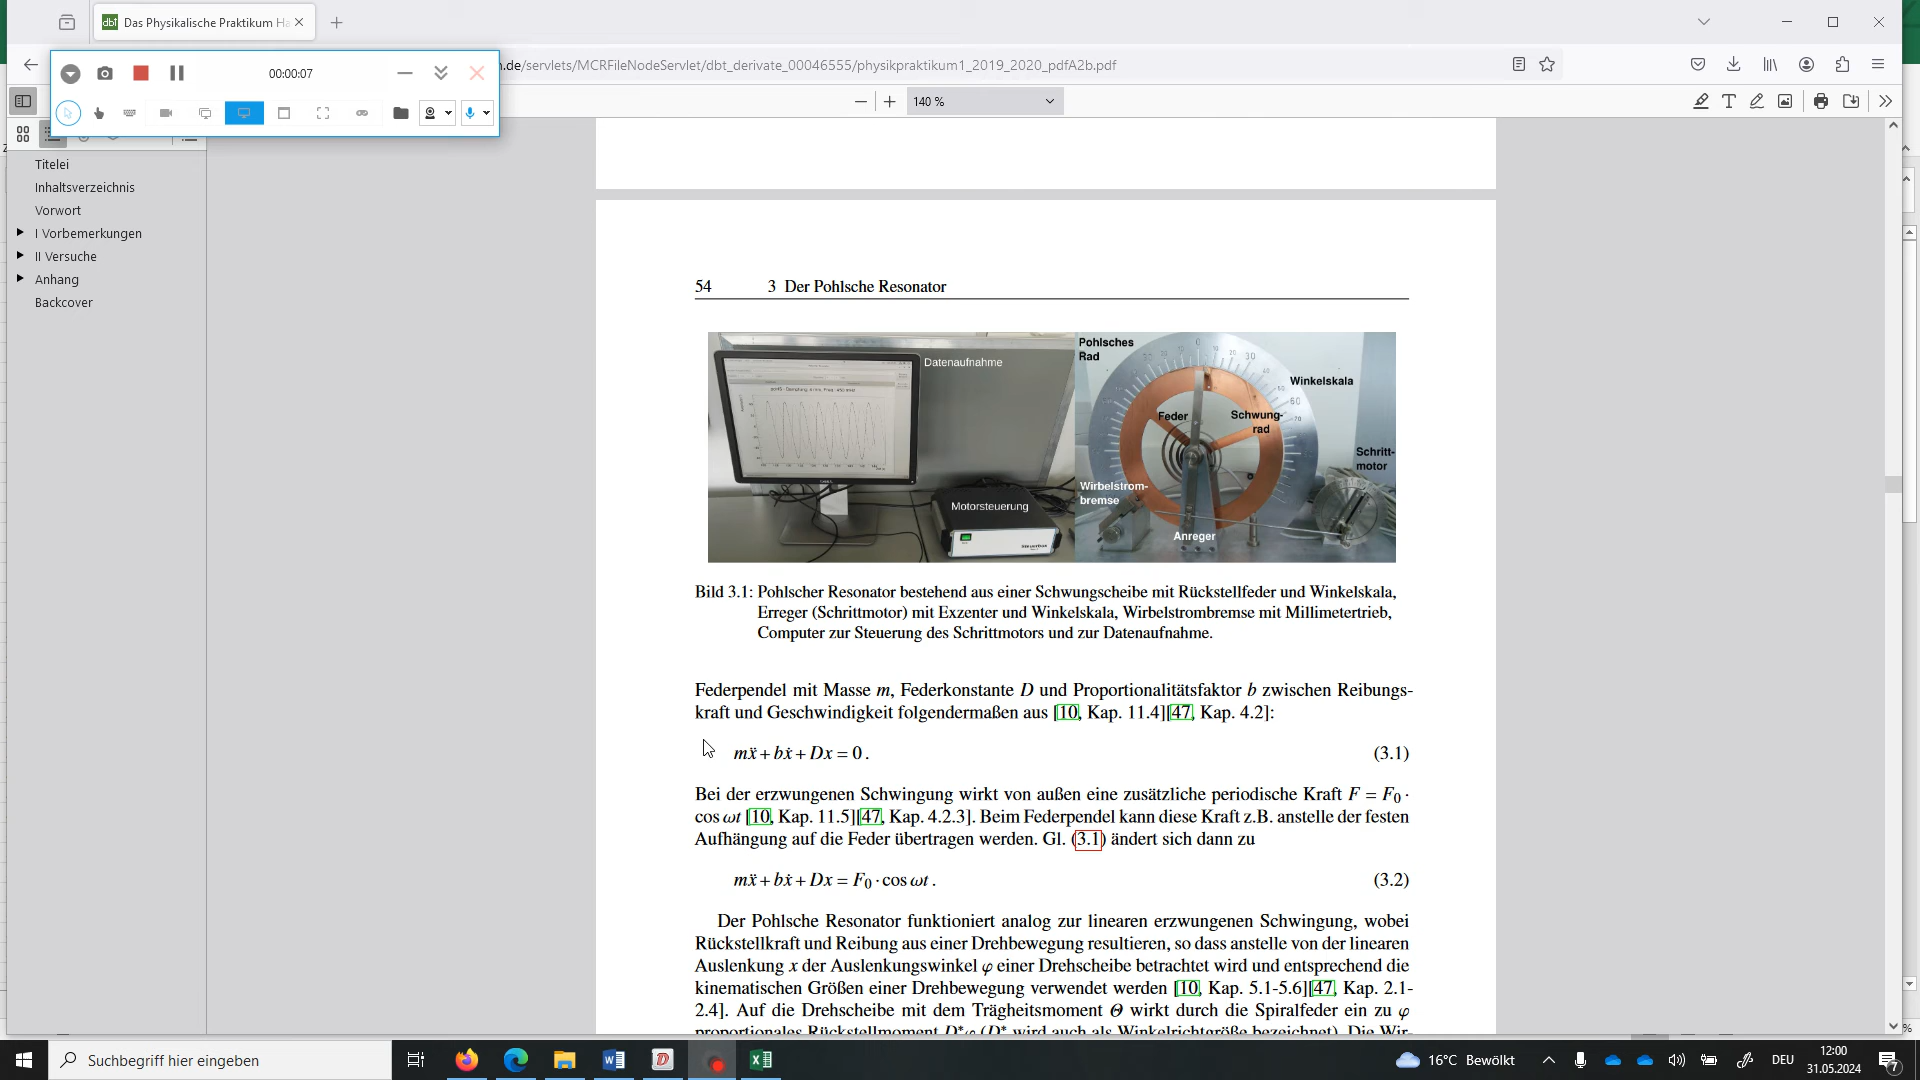 Das Physikalische Praktikum Ha
00:00:07
.de/servlets/MCRFileNodeServlet/dbt_derivate_00046555/physikpraktikum1_2019_2020_pdfA2b.pdf
140 %
Titelei
Inhaltsverzeichnis
Vorwort
I Vorbemerkungen
II Versuche
Anhang
Backcover
54 3 Der Pohlsche Resonator
Datenaufnahme
Motorsteuerung
Pohlsches
Rad
Winkelskala
Feder
Schwung-
rad
Schritt-
motor
Wirbelstrom-
bremse
Anreger
Bild 3.1: Pohlscher Resonator bestehend aus einer Schwungscheibe mit Rückstellfeder und Winkelskala,
Erreger (Schrittmotor) mit Exzenter und Winkelskala, Wirbelstrombremse mit Millimetertrieb,
Computer zur Steuerung des Schrittmotors und zur Datenaufnahme.
Federpendel mit Masse m, Federkonstante D und Proportionalitätsfaktor b zwischen Reibungs-
kraft und Geschwindigkeit folgendermaßen aus [10, Kap. 11.4][47, Kap. 4.2]:
mẍ + bẋ + Dx = 0 . (3.1)
Bei der erzwungenen Schwingung wirkt von außen eine zusätzliche periodische Kraft F = F₀ ·
cos ωt [10, Kap. 11.5][47, Kap. 4.2.3]. Beim Federpendel kann diese Kraft z.B. anstelle der festen
Aufhängung auf die Feder übertragen werden. Gl. (3.1) ändert sich dann zu
mẍ + bẋ + Dx = F₀ · cos ωt . (3.2)
Der Pohlsche Resonator funktioniert analog zur linearen erzwungenen Schwingung, wobei
Rückstellkraft und Reibung aus einer Drehbewegung resultieren, so dass anstelle von der linearen
Auslenkung x der Auslenkungswinkel φ einer Drehscheibe betrachtet wird und entsprechend die
kinematischen Größen einer Drehbewegung verwendet werden [10, Kap. 5.1-5.6][47, Kap. 2.1-
2.4]. Auf die Drehscheibe mit dem Trägheitsmoment Θ wirkt durch die Spiralfeder ein zu φ
proportionales Rückstellmoment D*φ (D* wird auch als Winkelrichtgröße bezeichnet). Die Wir-
Suchbegriff hier eingeben
16°C Bewölkt
DEU
12:00
31.05.2024
7